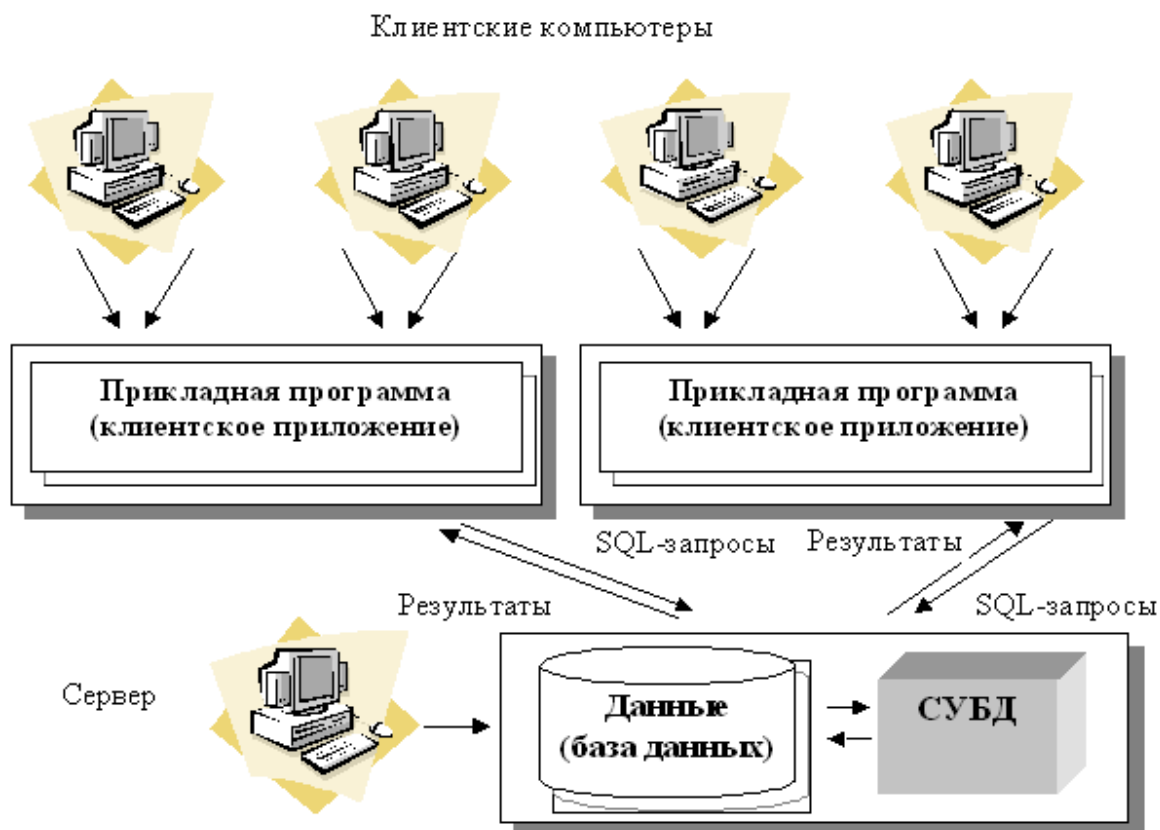 Клиентские компьютеры
Прикладная программа
(клиентское приложение)
Прикладная программа
(клиентское приложение)
SQL-запросы
Результаты
Результаты
SQL-запросы
Сервер
Данные
(база данных)
СУБД